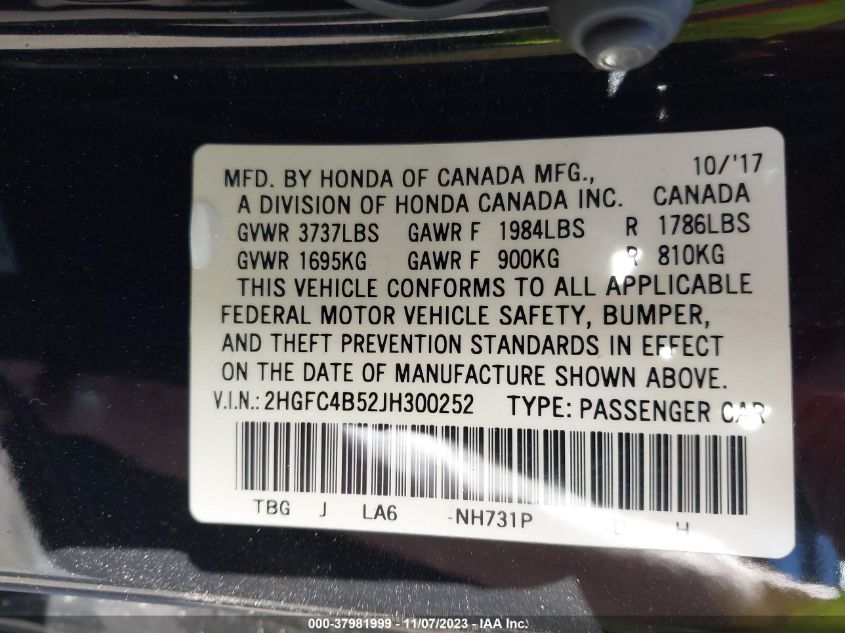 MFD. BY HONDA OF CANADA MFG., 10/'17
A DIVISION OF HONDA CANADA INC. CANADA
GVWR 3737LBS GAWR F 1984LBS R 1786LBS
GVWR 1695KG GAWR F 900KG R 810KG
THIS VEHICLE CONFORMS TO ALL APPLICABLE
FEDERAL MOTOR VEHICLE SAFETY, BUMPER,
AND THEFT PREVENTION STANDARDS IN EFFECT
ON THE DATE OF MANUFACTURE SHOWN ABOVE.
V.I.N.: 2HGFC4B52JH300252 TYPE: PASSENGER CAR
TBG J LA6 -NH731P H
000-37981999 — 11/07/2023 — IAA Inc.